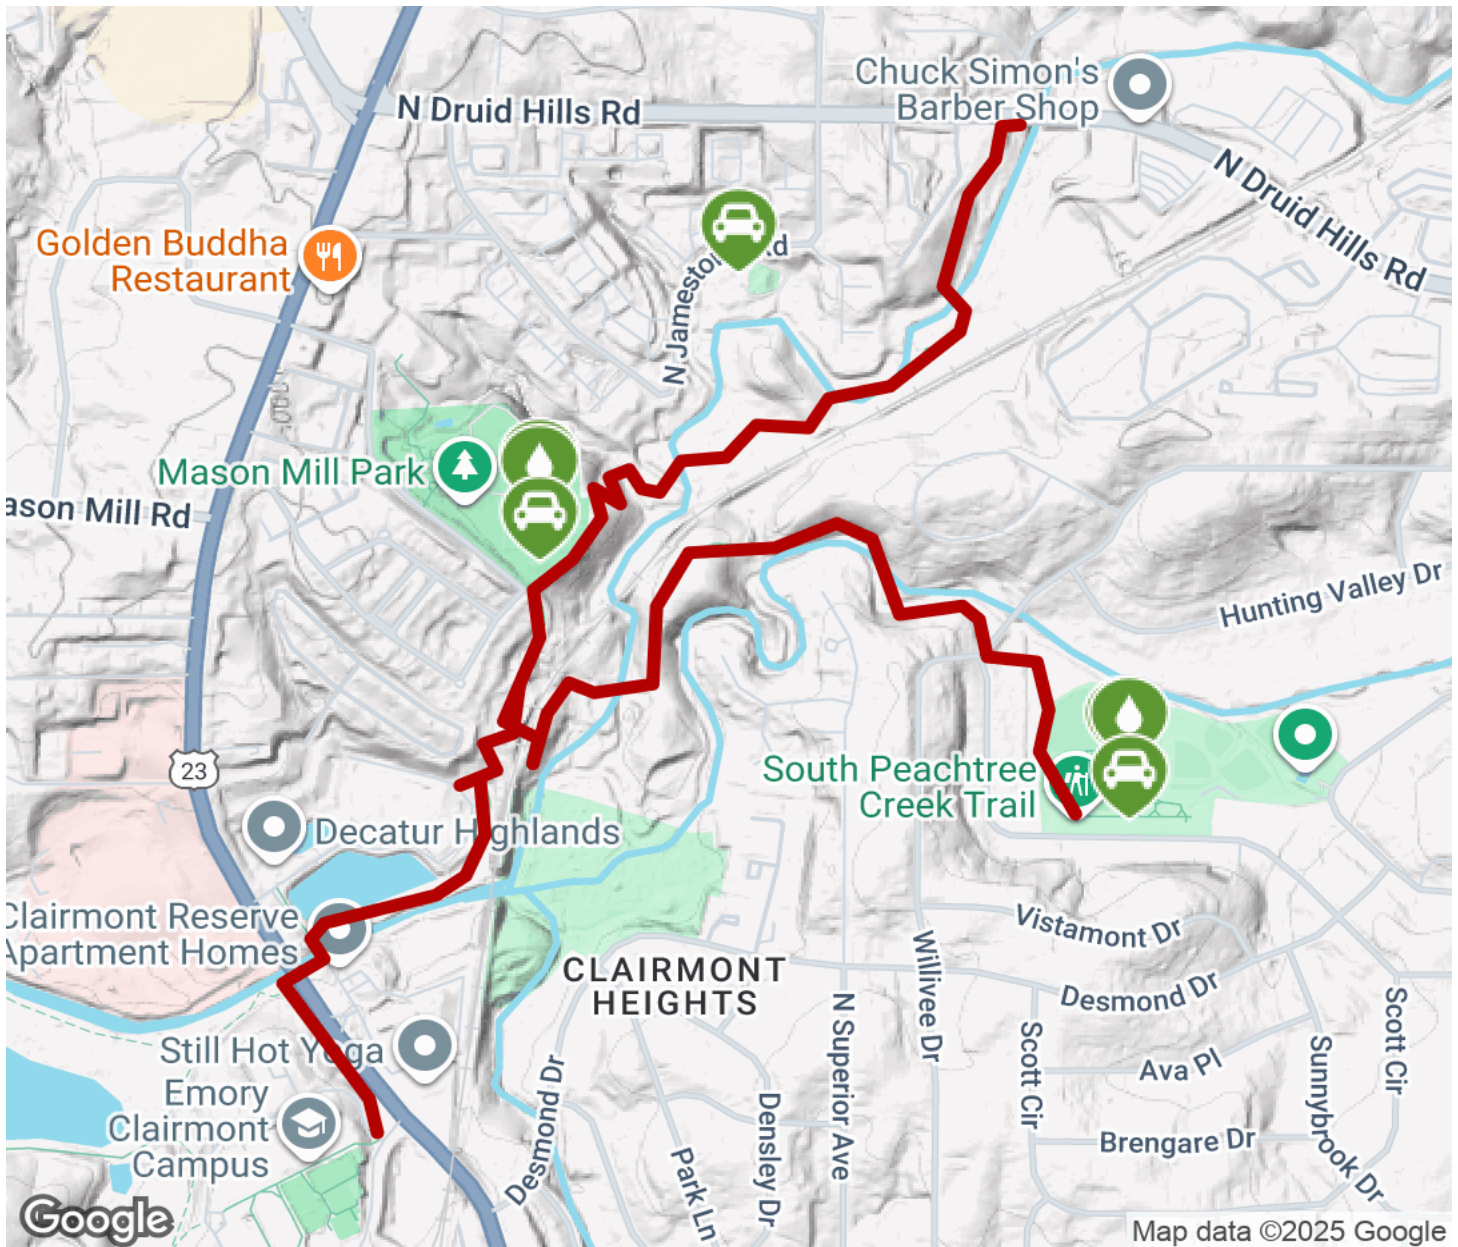 Chuck Simon's
Barber Shop
N Druid Hills Rd
N Druid Hills Rd
Golden Buddha
Restaurant
N Jamesto
Rd
Mason Mill Park
ason Mill Rd
Hunting Valley Dr
23
South Peachtree
Creek Trail
Decatur Highlands
Clairmont Reserve
Apartment Homes
CLAIRMONT
HEIGHTS
Vistamont Dr
Willivee Dr
Desmond Dr
N Superior Ave
Scott Cir
Scott Cir
Still Hot Yoga
Ava Pl
Sunnybrook Dr
Emory
Clairmont
Campus
Desmond Dr
Densley Dr
Brengare Dr
Park Ln
Google
Map data ©2025 Google